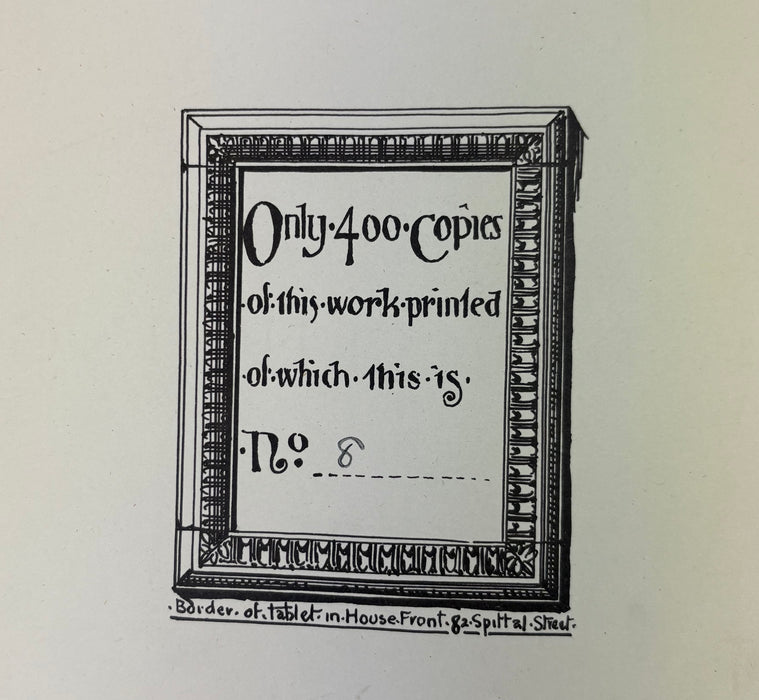 Only·400·Copies
·of·this·work·printed
·of·which·this·is·
·No. 8
·Border·of·tablet·in·House·Front·82·Spittal·Street·